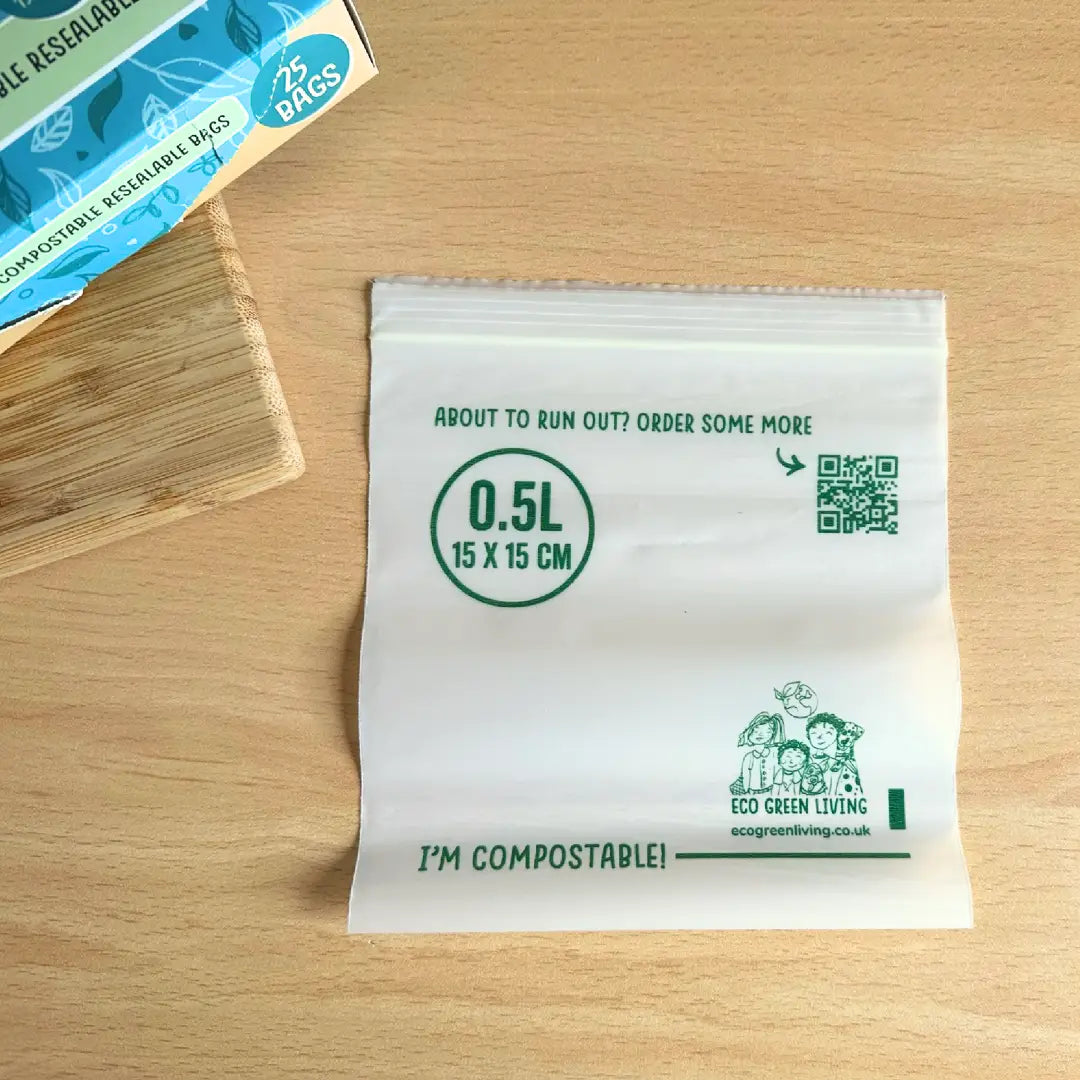 RESEALABLE
25
BAGS
COMPOSTABLE RESEALABLE BAGS
ABOUT TO RUN OUT? ORDER SOME MORE
0.5L
15 X 15 CM
ECO GREEN LIVING
ecogreenliving.co.uk
I'M COMPOSTABLE!